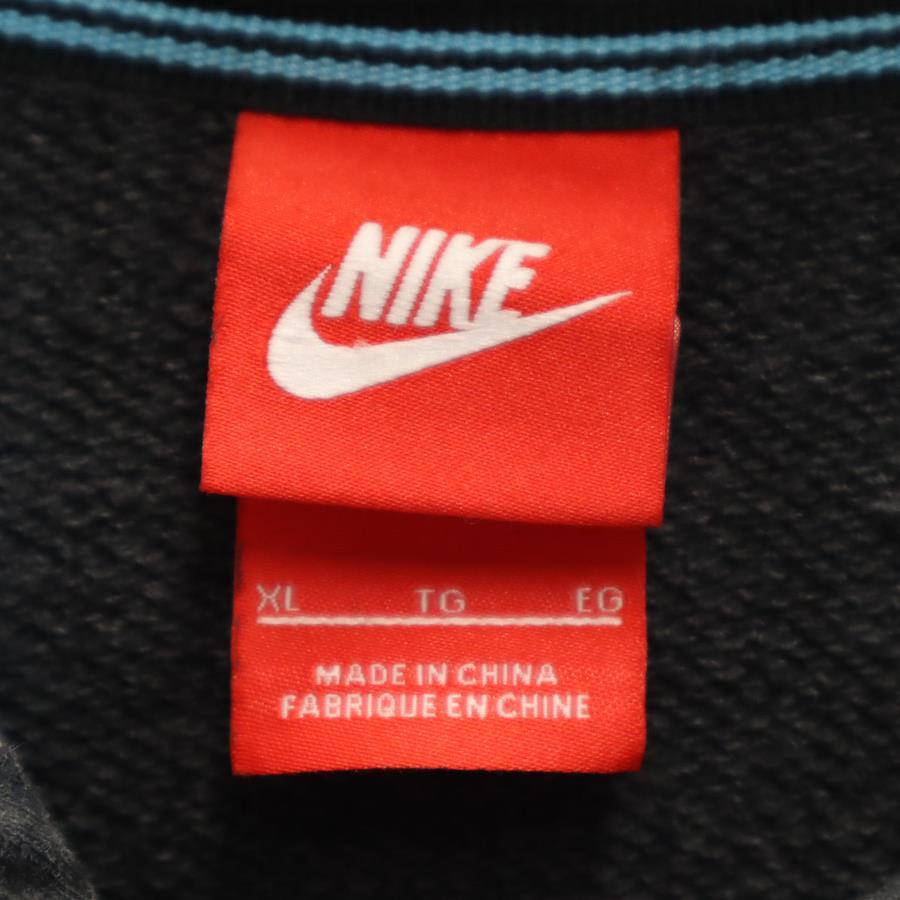 NIKE
XL TG EG
MADE IN CHINA
FABRIQUE EN CHINE